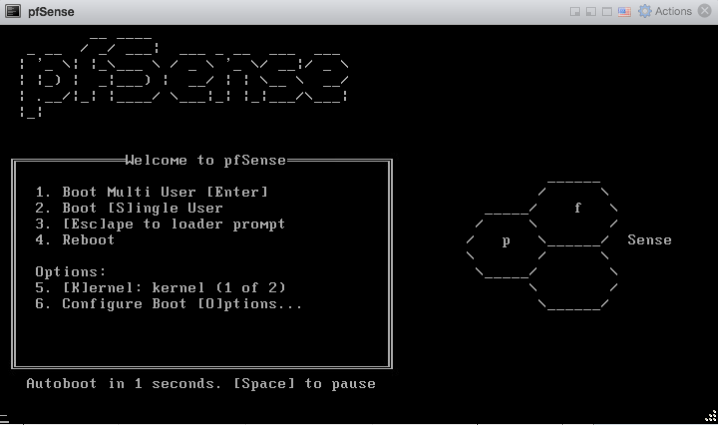 pfSense
Actions
pfSense
Welcome to pfSense
1. Boot Multi User [Enter]
2. Boot [S]ingle User
3. [Esc]ape to loader prompt
4. Reboot
Options:
5. [K]ernel: kernel (1 of 2)
6. Configure Boot [O]ptions...
f
p
Sense
Autoboot in 1 seconds. [Space] to pause